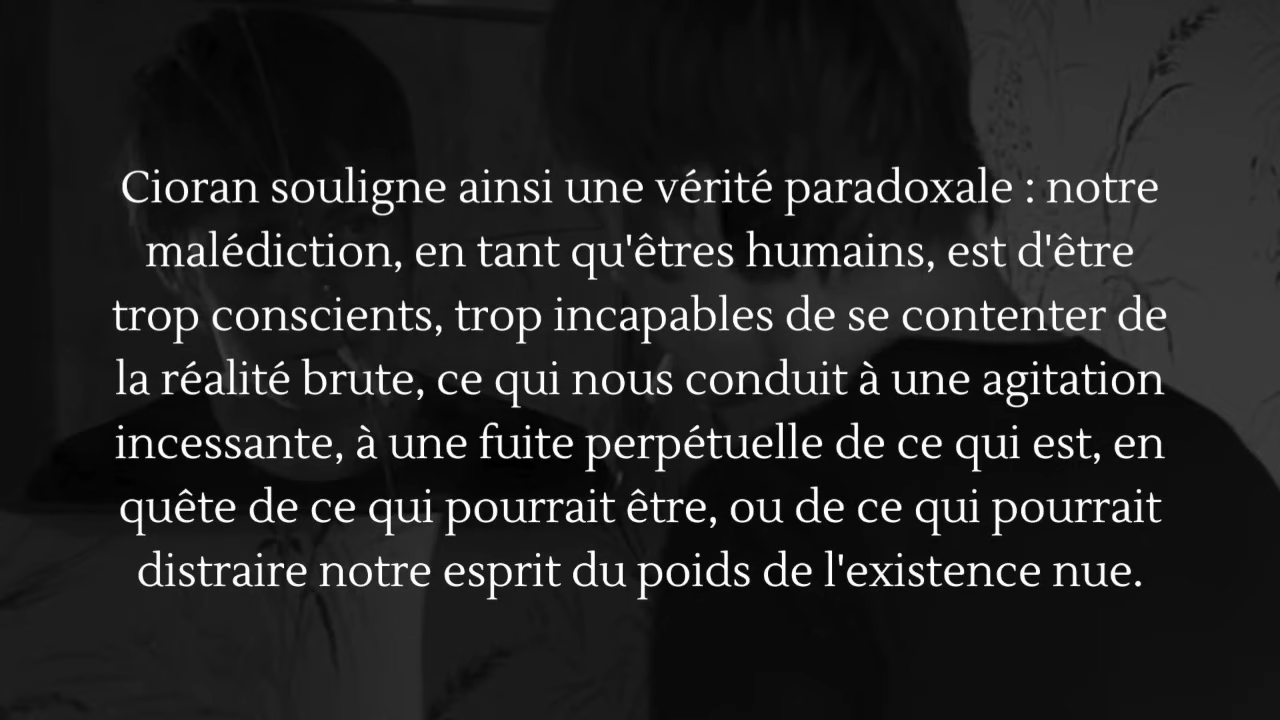 Cioran souligne ainsi une vérité paradoxale : notre
malédiction, en tant qu'êtres humains, est d'être
trop conscients, trop incapables de se contenter de
la réalité brute, ce qui nous conduit à une agitation
incessante, à une fuite perpétuelle de ce qui est, en
quête de ce qui pourrait être, ou de ce qui pourrait
distraire notre esprit du poids de l'existence nue.